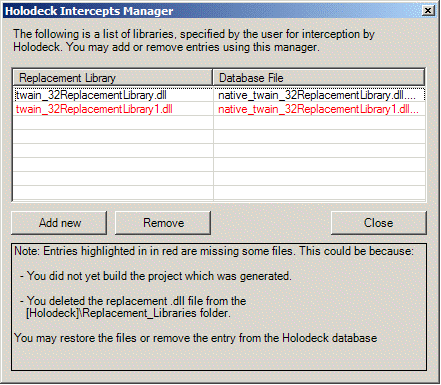 Holodeck Intercepts Manager
The following is a list of libraries, specified by the user for interception by
Holodeck. You may add or remove entries using this manager.
Replacement Library Database File
twain_32ReplacementLibrary.dll native_twain_32ReplacementLibrary.dll....
twain_32ReplacementLibrary1.dll native_twain_32ReplacementLibrary1.dll...
Add new Remove Close
Note: Entries highlighted in in red are missing some files. This could be because:
- You did not yet build the project which was generated.
- You deleted the replacement .dll file from the
[Holodeck]\Replacement_Libraries folder.
You may restore the files or remove the entry from the Holodeck database